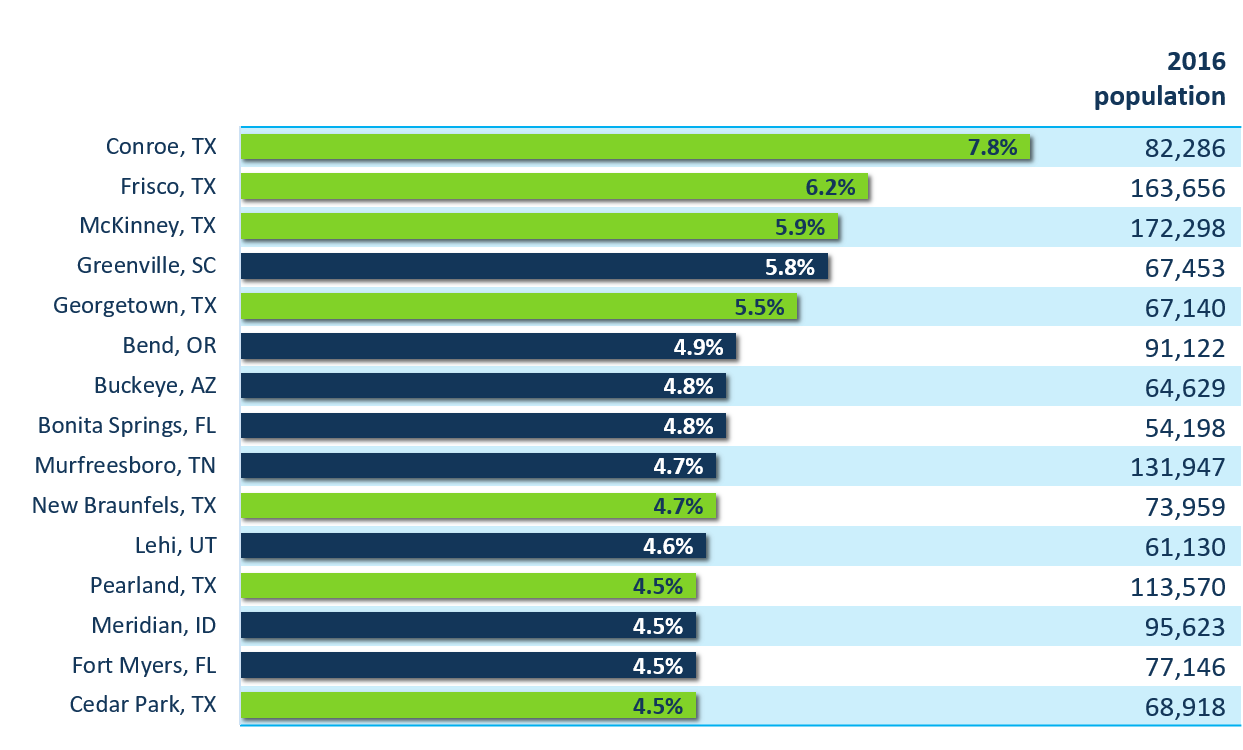 2016
population
Conroe, TX 7.8% 82,286
Frisco, TX 6.2% 163,656
McKinney, TX 5.9% 172,298
Greenville, SC 5.8% 67,453
Georgetown, TX 5.5% 67,140
Bend, OR 4.9% 91,122
Buckeye, AZ 4.8% 64,629
Bonita Springs, FL 4.8% 54,198
Murfreesboro, TN 4.7% 131,947
New Braunfels, TX 4.7% 73,959
Lehi, UT 4.6% 61,130
Pearland, TX 4.5% 113,570
Meridian, ID 4.5% 95,623
Fort Myers, FL 4.5% 77,146
Cedar Park, TX 4.5% 68,918